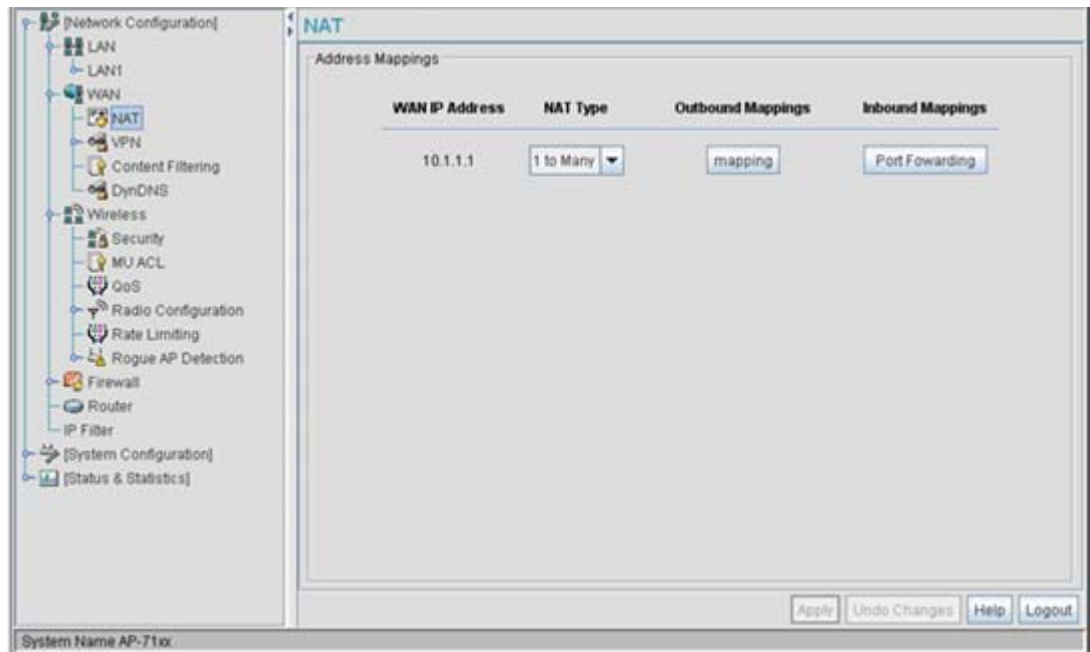 [Network Configuration]
LAN
LAN1
WAN
NAT
VPN
Content Filtering
DynDNS
Wireless
Security
MU ACL
QoS
Radio Configuration
Rate Limiting
Rogue AP Detection
Firewall
Router
IP Filter
[System Configuration]
[Status & Statistics]
NAT
Address Mappings
WAN IP Address NAT Type Outbound Mappings Inbound Mappings
10.1.1.1 1 to Many mapping Port Fowarding
Apply Undo Changes Help Logout
System Name AP-71xx